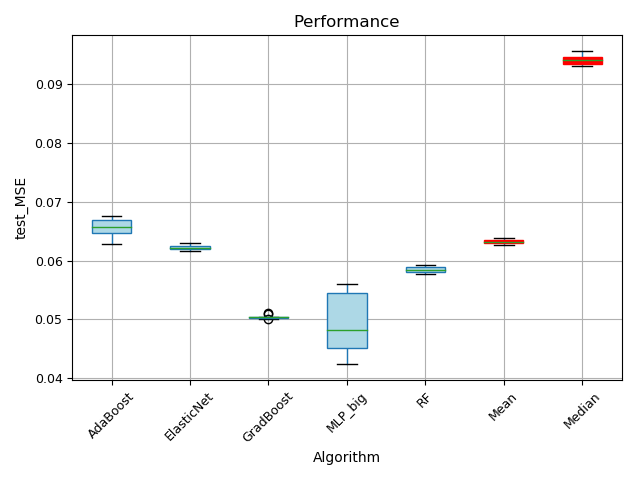 Performance
test_MSE
0.09
0.08
0.07
0.06
0.05
0.04
AdaBoost
ElasticNet
GradBoost
MLP_big
RF
Mean
Median
Algorithm